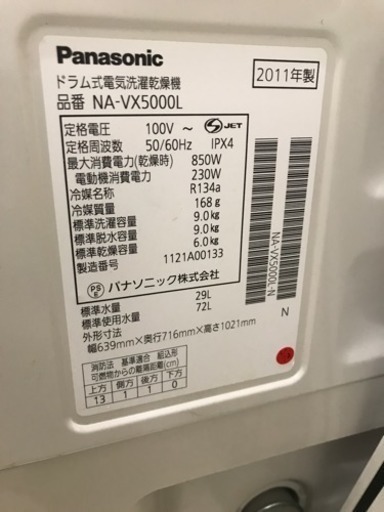 Panasonic
ドラム式電気洗濯乾燥機
2011年製
品番 NA-VX5000L
定格電圧 100V ～
S JET
定格周波数 50/60Hz IPX4
最大消費電力(乾燥時) 850W
電動機消費電力 230W
冷媒名称 R134a
冷媒質量 168g
標準洗濯容量 9.0kg
標準脱水容量 9.0kg
標準乾燥容量 6.0kg
製造番号 1121A00133
PS E パナソニック株式会社
標準水量 29L
標準使用水量 72L
外形寸法
幅639mm×奥行716mm×高さ1021mm
消防法 基準適合 組込形
可燃物からの離隔距離(cm)
上方 側方 後方 下方
13 1 1 0
NA-VX5000L-N
N